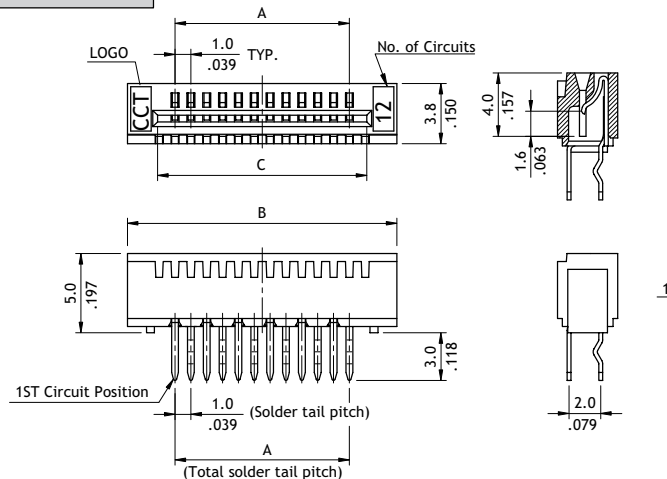 A
1.0
.039
TYP.
LOGO
No. of Circuits
CCT
12
3.8
.150
4.0
.157
1.6
.063
C
B
5.0
.197
3.0
.118
1ST Circuit Position
1.0
.039
(Solder tail pitch)
A
(Total solder tail pitch)
2.0
.079
1